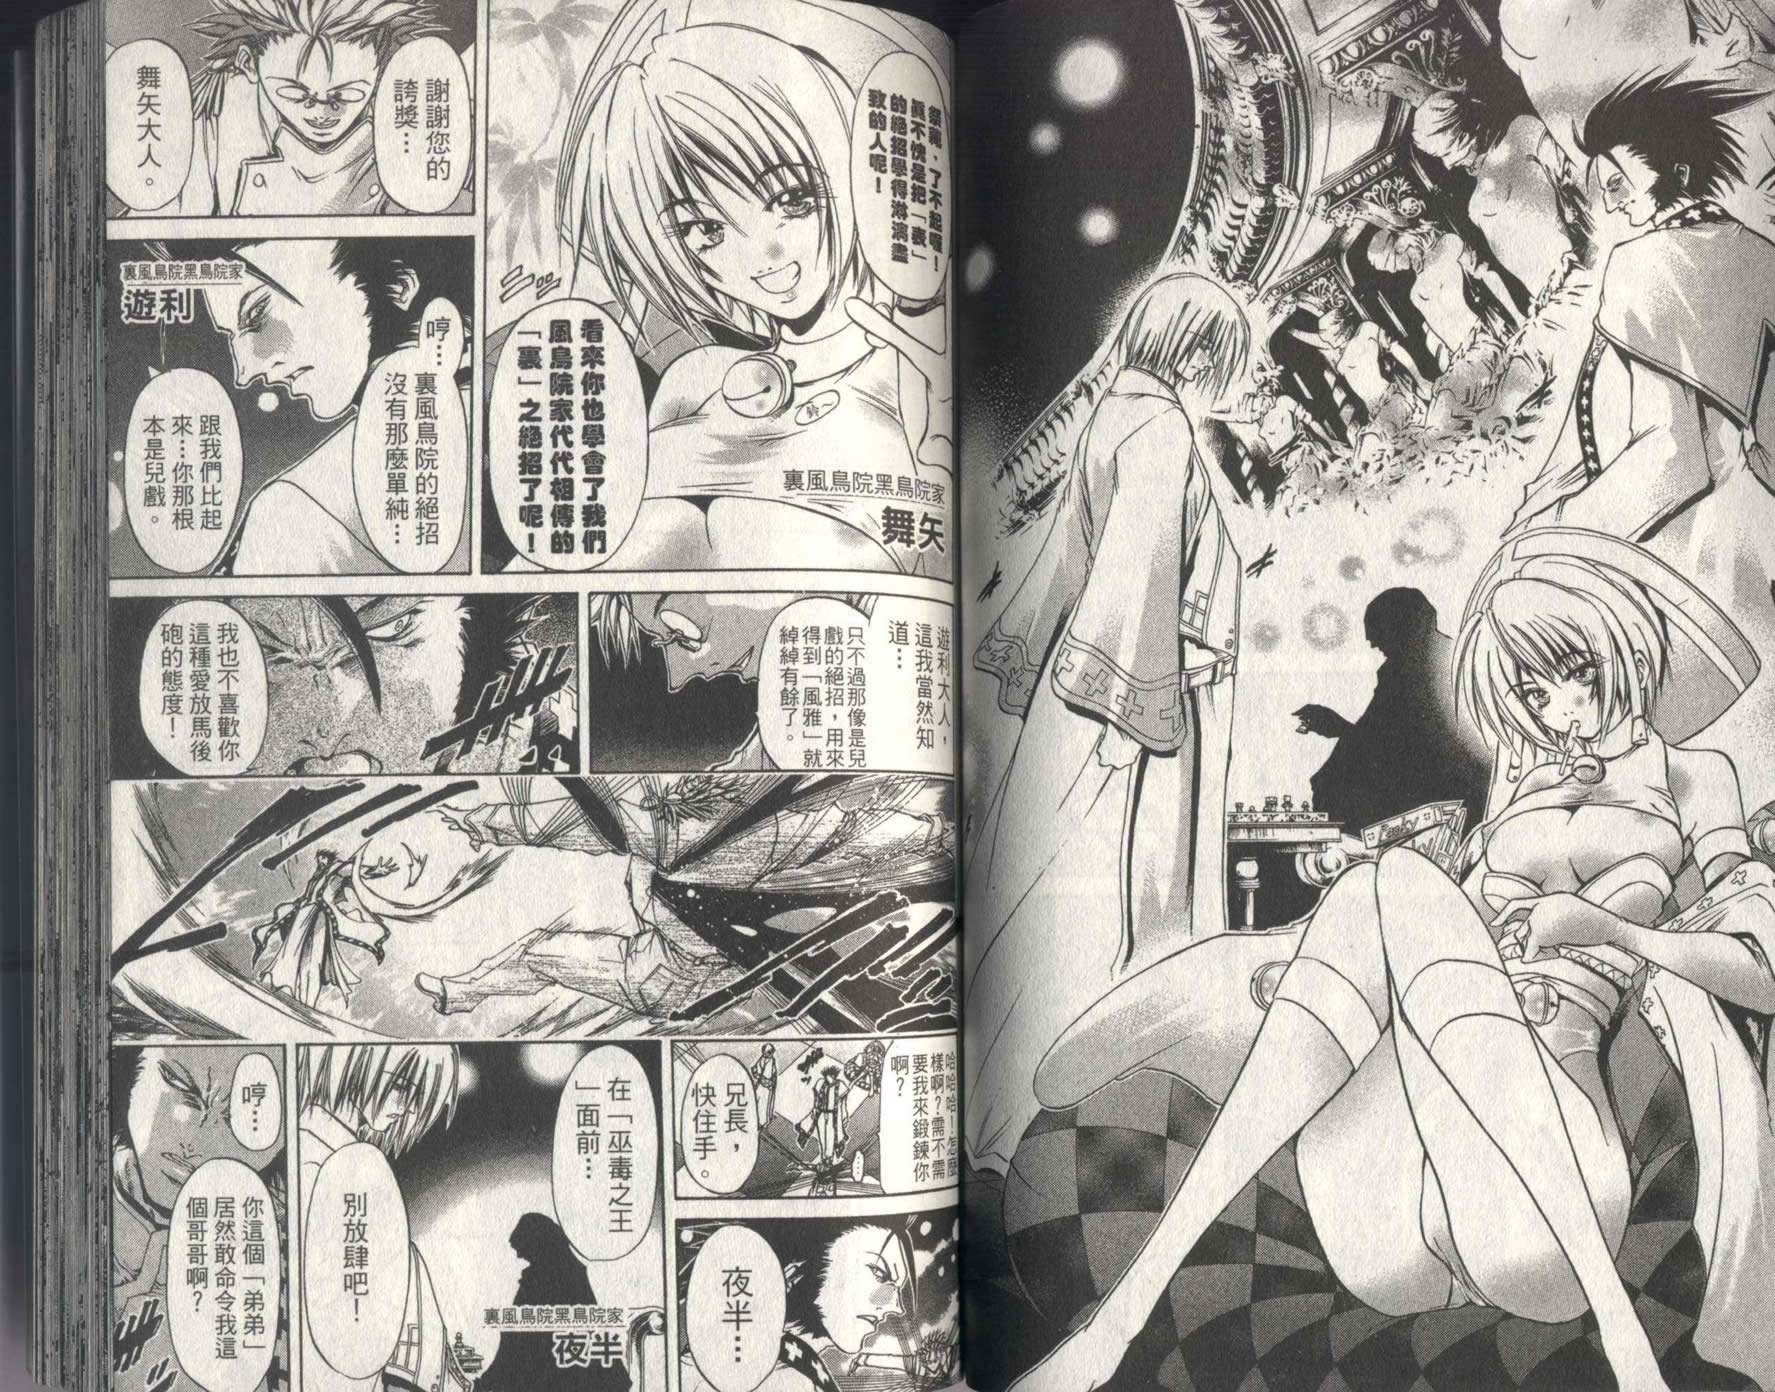 Peeky
祭藏，了不起喔！
真不愧是把「表」
的絕招學得淋漓盡
致的人呢！
看來你也學會了我們
風鳥院家代代相傳的
「裏」之絕招了呢！
鈴
裏風鳥院黑鳥院家
舞矢
謝謝您的
誇獎…
舞矢大人。
哼…
裏風鳥院的絕招
沒有那麼單純…
裏風鳥院黑鳥院家
遊利
跟我們比起
來…你那根
本是兒戲。
遊利大人，
這我當然知
道…
只不過那像是兒
戲的絕招，用來
得到「風雅」就
綽綽有餘了。
我也不喜歡你
這種愛放馬後
砲的態度！
哈哈哈！怎麼
樣啊？需不需
要我來鍛鍊你
啊？
……
兄長，
快住手。
夜半…
在「巫毒之王
」面前…
別放肆吧！
裏風鳥院黑鳥院家
夜半
哼…
你這個「弟弟」
居然敢命令我這
個哥哥啊？